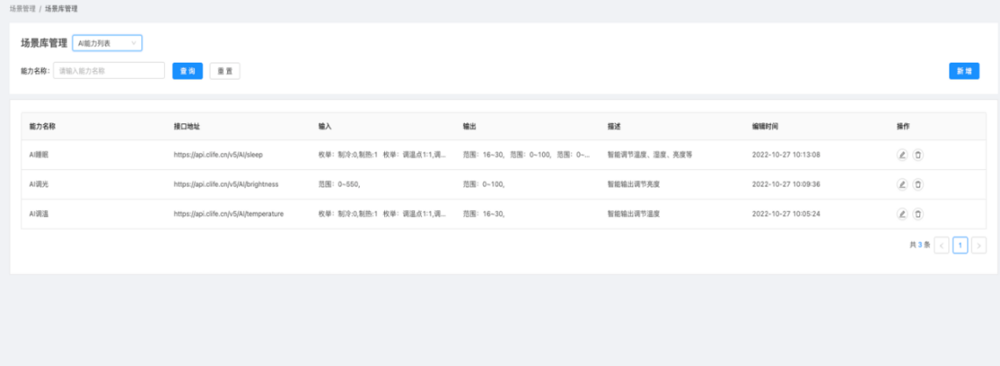 场景管理 / 场景库管理
场景库管理 AI能力列表
能力名称: 请输入能力名称 查 询 重 置 新 增
能力名称 接口地址 输入 输出 描述 编辑时间 操作
AI睡眠 https://api.clife.cn/v5/AI/sleep 枚举：制冷:0,制热:1 枚举：调温点1:1,调... 范围：16~30, 范围：0~100, 范围：0~... 智能调节温度、湿度、亮度等 2022-10-27 10:13:08
AI调光 https://api.clife.cn/v5/AI/brightness 范围：0~550, 范围：0~100, 智能输出调节亮度 2022-10-27 10:09:36
AI调温 https://api.clife.cn/v5/AI/temperature 枚举：制冷:0,制热:1 枚举：调温点1:1,调... 范围：16~30, 智能输出调节温度 2022-10-27 10:05:24
共 3 条 < 1 >